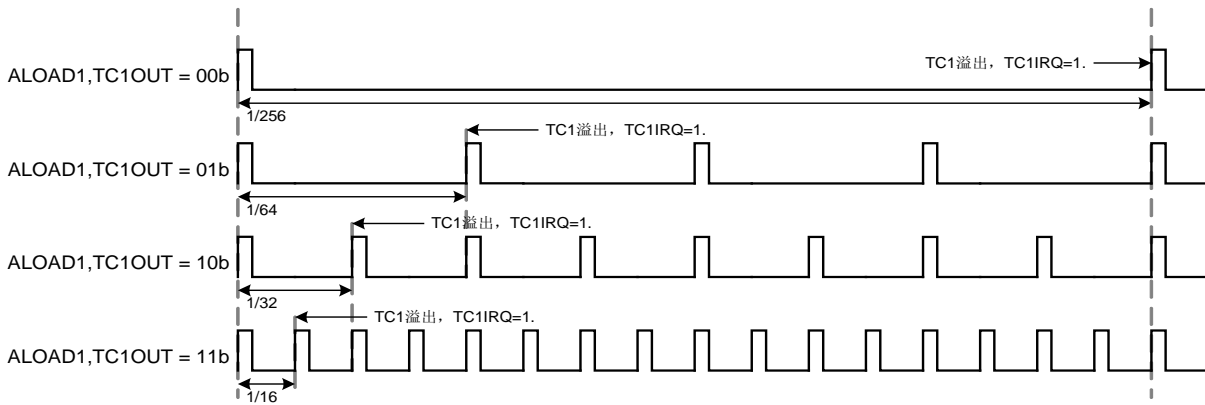 ALOAD1,TC1OUT = 00b
TC1溢出，TC1IRQ=1.
1/256
ALOAD1,TC1OUT = 01b
TC1溢出，TC1IRQ=1.
1/64
ALOAD1,TC1OUT = 10b
TC1溢出，TC1IRQ=1.
1/32
ALOAD1,TC1OUT = 11b
TC1溢出，TC1IRQ=1.
1/16